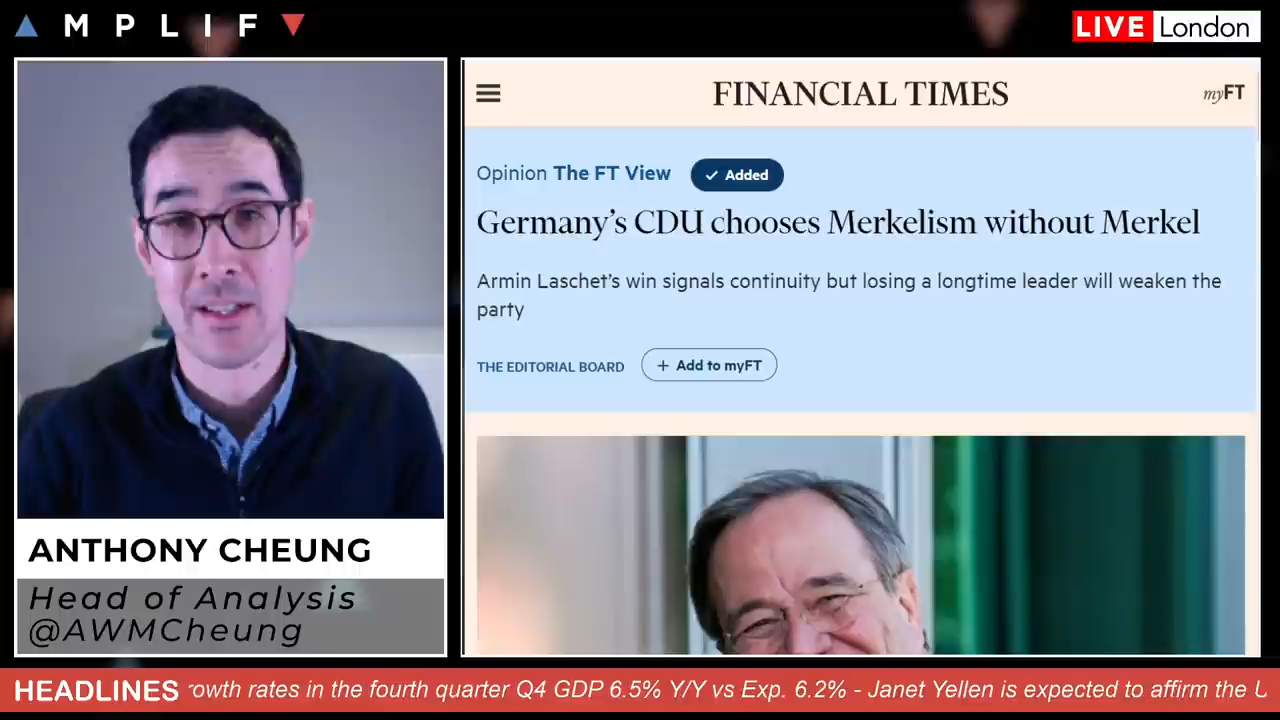 AMPLIFY
LIVE London
FINANCIAL TIMES
myFT
Opinion The FT View
Added
Germany's CDU chooses Merkelism without Merkel
Armin Laschet's win signals continuity but losing a longtime leader will weaken the
party
THE EDITORIAL BOARD
+ Add to myFT
ANTHONY CHEUNG
Head of Analysis
@AWMCheung
HEADLINES rates in the fourth quarter Q4 GDP 6.5% Y/Y vs Exp. 6.2% - Janet Yellen is expected to affirm the